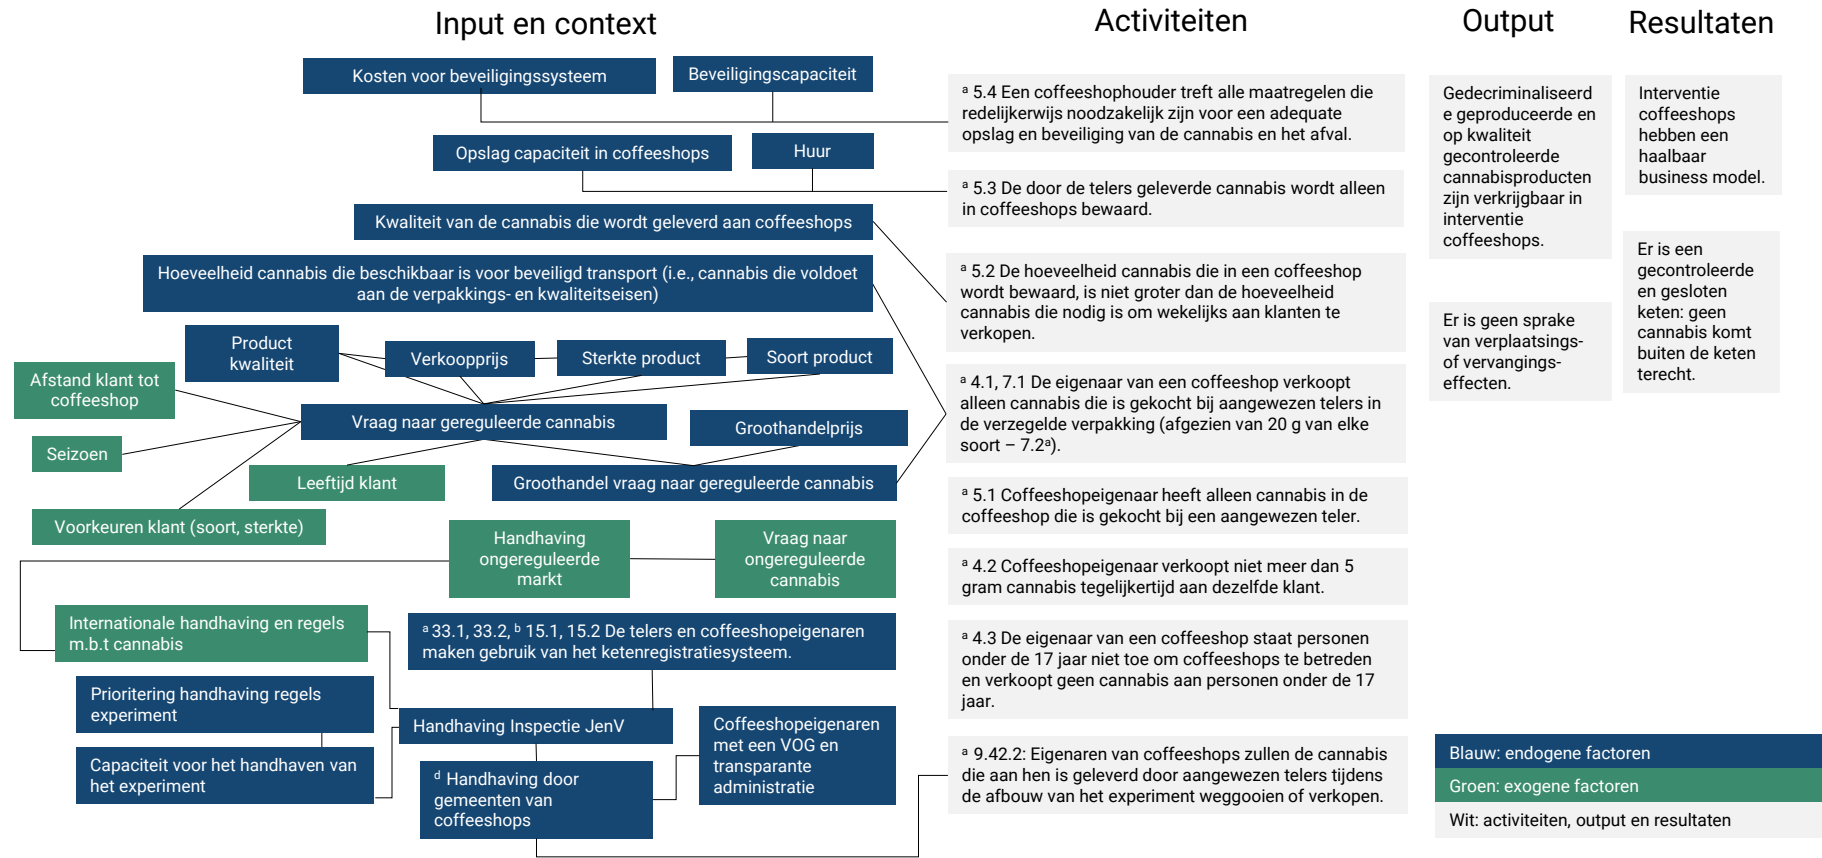 Input en context
Kosten voor beveiligingssysteem
Beveiligingscapaciteit
Opslag capaciteit in coffeeshops
Huur
Kwaliteit van de cannabis die wordt geleverd aan coffeeshops
Hoeveelheid cannabis die beschikbaar is voor beveiligd transport (i.e., cannabis die voldoet
aan de verpakkings- en kwaliteitseisen)
Product
kwaliteit
Verkoopprijs
Sterkte product
Soort product
Afstand klant tot
coffeeshop
Vraag naar gereguleerde cannabis
Groothandelprijs
Seizoen
Leeftijd klant
Groothandel vraag naar gereguleerde cannabis
Voorkeuren klant (soort, sterkte)
Handhaving
ongereguleerde
markt
Vraag naar
ongereguleerde
cannabis
Internationale handhaving en regels
m.b.t cannabis
ᵃ 33.1, 33.2, ᵇ 15.1, 15.2 De telers en coffeeshopeigenaren
maken gebruik van het ketenregistratiesysteem.
Prioritering handhaving regels
experiment
Handhaving Inspectie JenV
Coffeeshopeigenaren
met een VOG en
transparante
administratie
Capaciteit voor het handhaven van
het experiment
ᵈ Handhaving door
gemeenten van
coffeeshops
Activiteiten
ᵃ 5.4 Een coffeeshophouder treft alle maatregelen die
redelijkerwijs noodzakelijk zijn voor een adequate
opslag en beveiliging van de cannabis en het afval.
ᵃ 5.3 De door de telers geleverde cannabis wordt alleen
in coffeeshops bewaard.
ᵃ 5.2 De hoeveelheid cannabis die in een coffeeshop
wordt bewaard, is niet groter dan de hoeveelheid
cannabis die nodig is om wekelijks aan klanten te
verkopen.
ᵃ 4.1, 7.1 De eigenaar van een coffeeshop verkoopt
alleen cannabis die is gekocht bij aangewezen telers in
de verzegelde verpakking (afgezien van 20 g van elke
soort – 7.2ᵃ).
ᵃ 5.1 Coffeeshopeigenaar heeft alleen cannabis in de
coffeeshop die is gekocht bij een aangewezen teler.
ᵃ 4.2 Coffeeshopeigenaar verkoopt niet meer dan 5
gram cannabis tegelijkertijd aan dezelfde klant.
ᵃ 4.3 De eigenaar van een coffeeshop staat personen
onder de 17 jaar niet toe om coffeeshops te betreden
en verkoopt geen cannabis aan personen onder de 17
jaar.
ᵃ 9.42.2: Eigenaren van coffeeshops zullen de cannabis
die aan hen is geleverd door aangewezen telers tijdens
de afbouw van het experiment weggooien of verkopen.
Output
Gedecriminaliseerd
e geproduceerde en
op kwaliteit
gecontroleerde
cannabisproducten
zijn verkrijgbaar in
interventie
coffeeshops.
Er is geen sprake
van verplaatsings-
of vervangings-
effecten.
Resultaten
Interventie
coffeeshops
hebben een
haalbaar
business model.
Er is een
gecontroleerde
en gesloten
keten: geen
cannabis komt
buiten de keten
terecht.
Blauw: endogene factoren
Groen: exogene factoren
Wit: activiteiten, output en resultaten